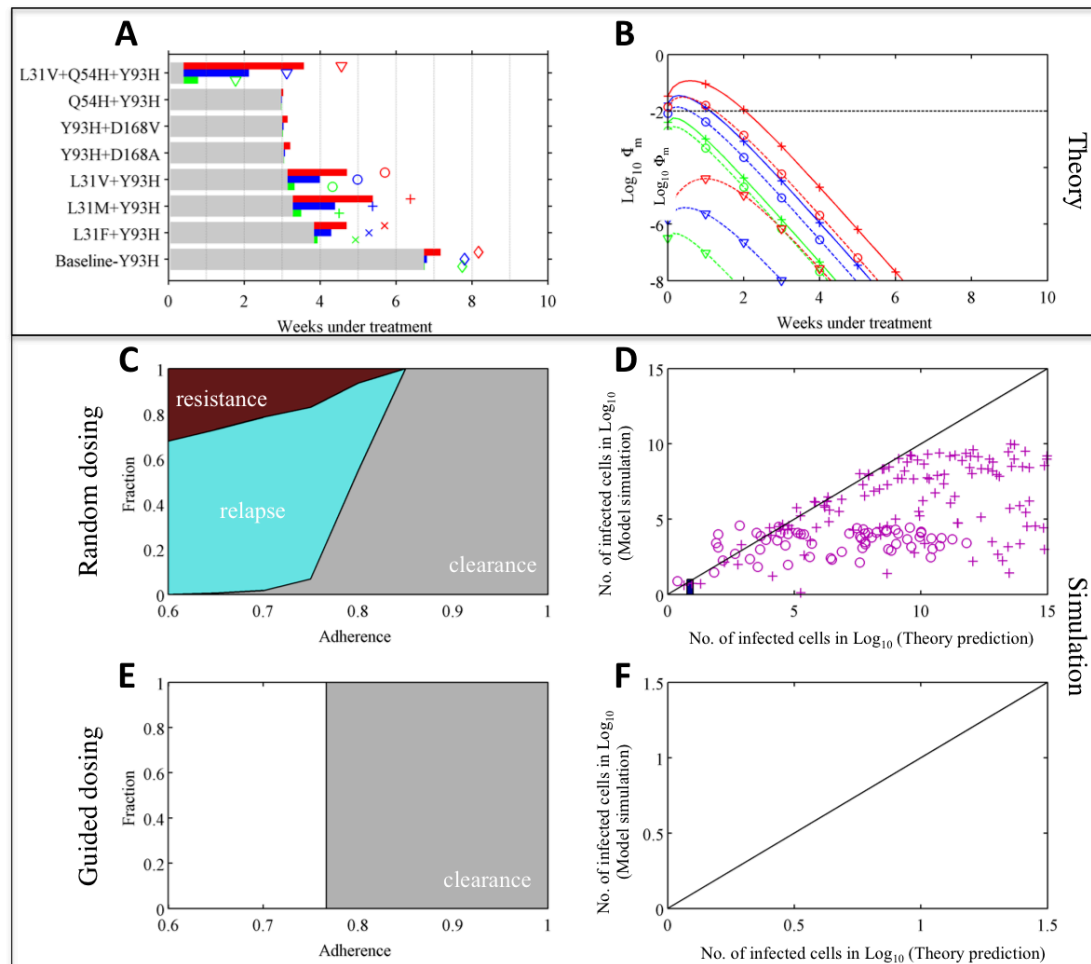 A
L31V+Q54H+Y93H
Q54H+Y93H
Y93H+D168V
Y93H+D168A
L31V+Y93H
L31M+Y93H
L31F+Y93H
Baseline-Y93H
0 2 4 6 8 10
Weeks under treatment
B
0
-2
-4
-6
-8
Log10 Φm
Log10 Φm
0 2 4 6 8 10
Weeks under treatment
Theory
C
Random dosing
Fraction
1
0.8
0.6
0.4
0.2
0
resistance
relapse
clearance
0.6 0.7 0.8 0.9 1
Adherence
D
No. of infected cells in Log10
(Model simulation)
15
10
5
0
0 5 10 15
No. of infected cells in Log10 (Theory prediction)
Simulation
E
Guided dosing
Fraction
1
0.8
0.6
0.4
0.2
0
clearance
0.6 0.7 0.8 0.9 1
Adherence
F
No. of infected cells in Log10
(Model simulation)
1.5
1
0.5
0
0 0.5 1 1.5
No. of infected cells in Log10 (Theory prediction)